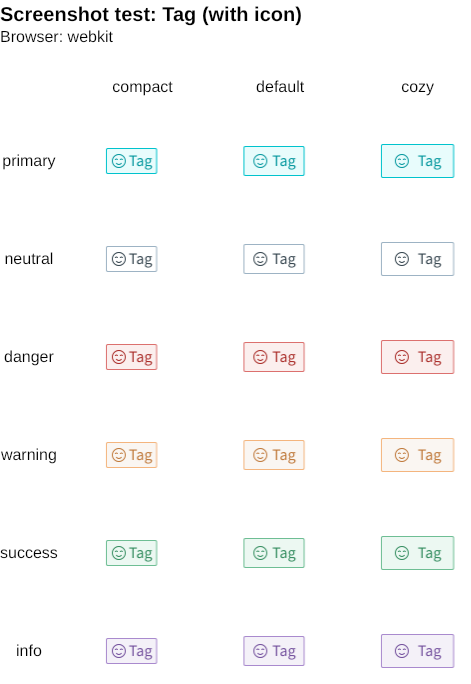 Screenshot test: Tag (with icon)
Browser: webkit
compact default cozy
primary Tag Tag Tag
neutral Tag Tag Tag
danger Tag Tag Tag
warning Tag Tag Tag
success Tag Tag Tag
info Tag Tag Tag